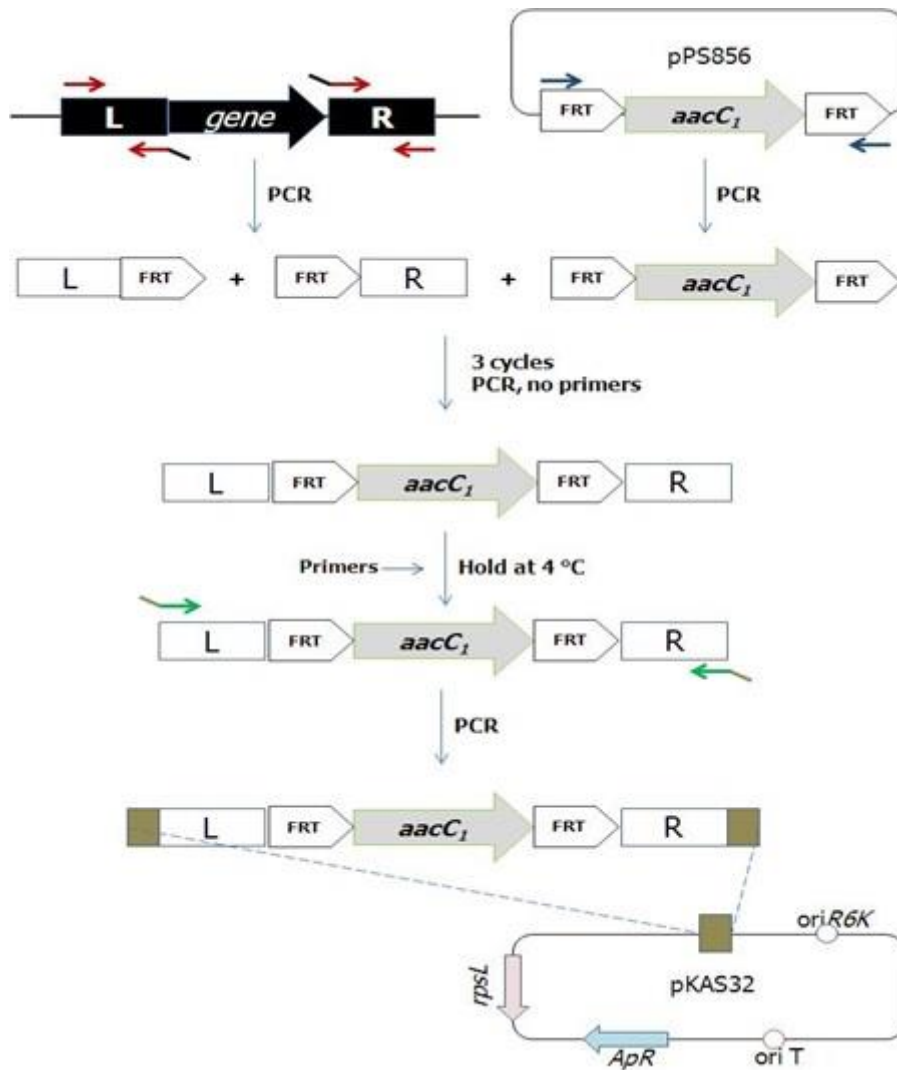 pPS856
L gene R
FRT aacC1 FRT
PCR
PCR
L FRT + FRT R + FRT aacC1 FRT
3 cycles
PCR, no primers
L FRT aacC1 FRT R
Primers Hold at 4 °C
L FRT aacC1 FRT R
PCR
L FRT aacC1 FRT R
oriR6K
rpsL
pKAS32
ApR
ori T